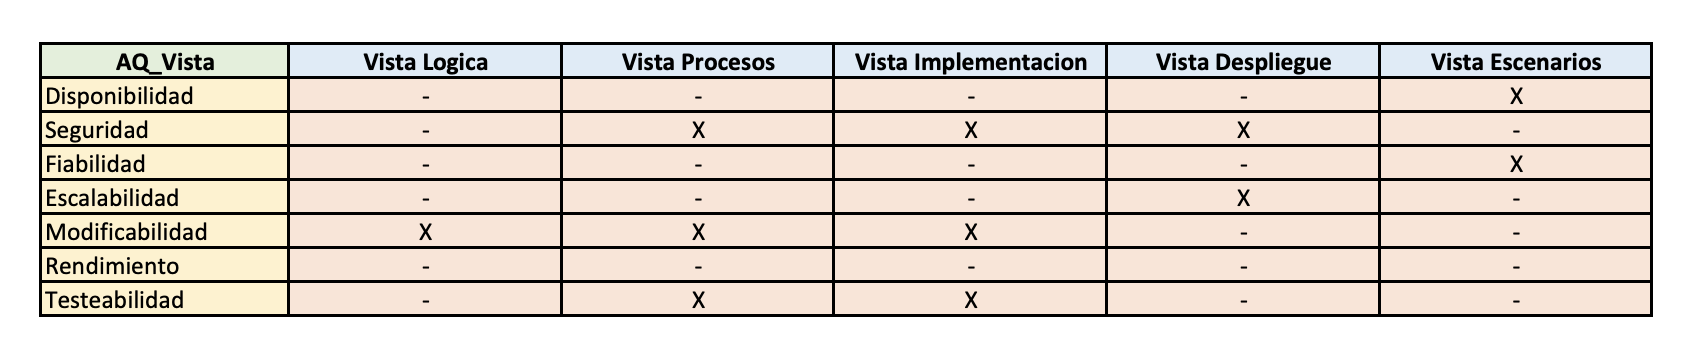 AQ_Vista Vista Logica Vista Procesos Vista Implementacion Vista Despliegue Vista Escenarios
Disponibilidad - - - - X
Seguridad - X X X -
Fiabilidad - - - - X
Escalabilidad - - - X -
Modificabilidad X X X - -
Rendimiento - - - - -
Testeabilidad - X X - -